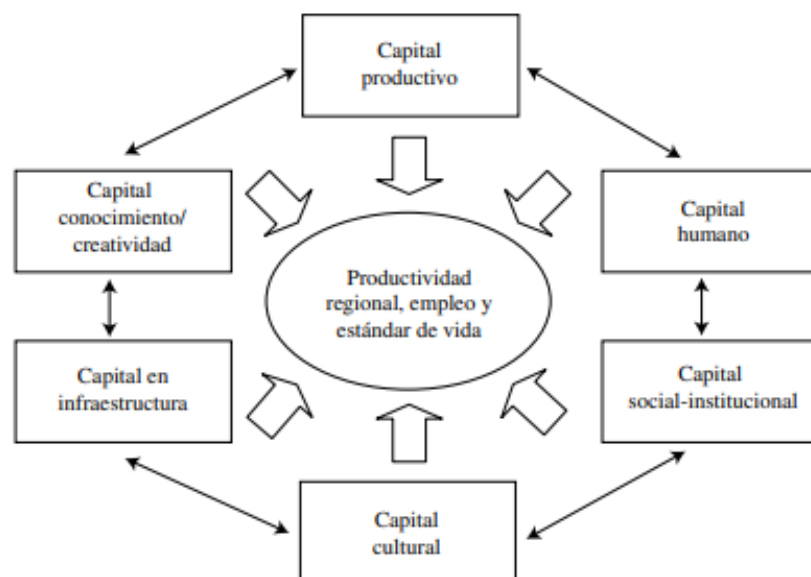 Capital
productivo
Capital
conocimiento/
creatividad
Capital
humano
Productividad
regional, empleo y
estándar de vida
Capital en
infraestructura
Capital
social-institucional
Capital
cultural